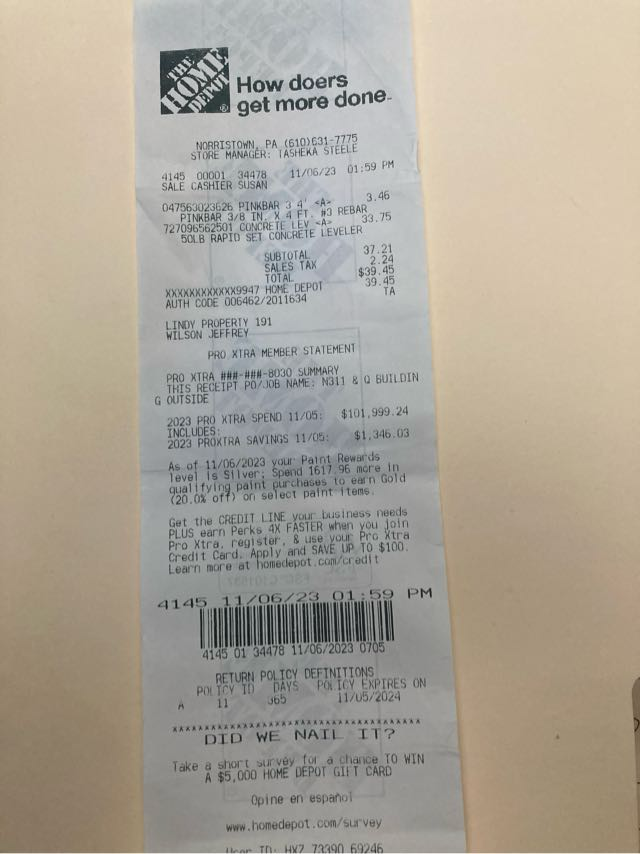 THE
HOME
DEPOT
How doers
get more done.
NORRISTOWN, PA (610)631-7775
STORE MANAGER: TASHEKA STEELE
4145 00001 34478 11/06/23 01:59 PM
SALE CASHIER SUSAN
047563023626 PINKBAR 3 4' <A> 3.46
PINKBAR 3/8 IN. X 4 FT. #3 REBAR
727096562501 CONCRETE LEV <A> 33.75
50LB RAPID SET CONCRETE LEVELER
SUBTOTAL 37.21
SALES TAX 2.24
TOTAL $39.45
XXXXXXXXXXXX9947 HOME DEPOT 39.45
AUTH CODE 006462/2011634 TA
LINDY PROPERTY 191
WILSON JEFFREY
PRO XTRA MEMBER STATEMENT
PRO XTRA ###-###-8030 SUMMARY
THIS RECEIPT PO/JOB NAME: N311 & Q BUILDIN
G OUTSIDE
2023 PRO XTRA SPEND 11/05: $101,999.24
INCLUDES:
2023 PROXTRA SAVINGS 11/05: $1,346.03
As of 11/06/2023 your Paint Rewards
level is Silver; Spend 1617.96 more in
qualifying paint purchases to earn Gold
(20.0% off) on select paint items.
Get the CREDIT LINE your business needs
PLUS earn Perks 4X FASTER when you join
Pro Xtra, register, & use your Pro Xtra
Credit Card. Apply and SAVE UP TO $100.
Learn more at homedepot.com/credit
4145 11/06/23 01:59 PM
4145 01 34478 11/06/2023 0705
RETURN POLICY DEFINITIONS
POLICY ID DAYS POLICY EXPIRES ON
A 11 365 11/05/2024
DID WE NAIL IT?
Take a short survey for a chance TO WIN
A $5,000 HOME DEPOT GIFT CARD
Opine en español
www.homedepot.com/survey
User ID: HXZ 73390 69246